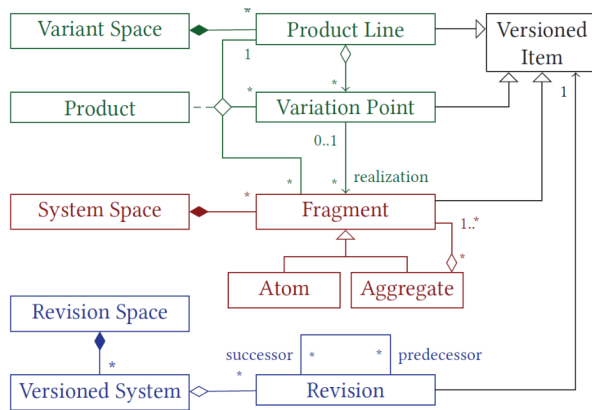 Variant Space
*
Product Line
Versioned
Item
1
*
Product
*
Variation Point
1
0..1
realization
*
*
System Space
*
Fragment
1..*
*
Atom
Aggregate
Revision Space
*
successor
*
*
predecessor
Versioned System
*
Revision